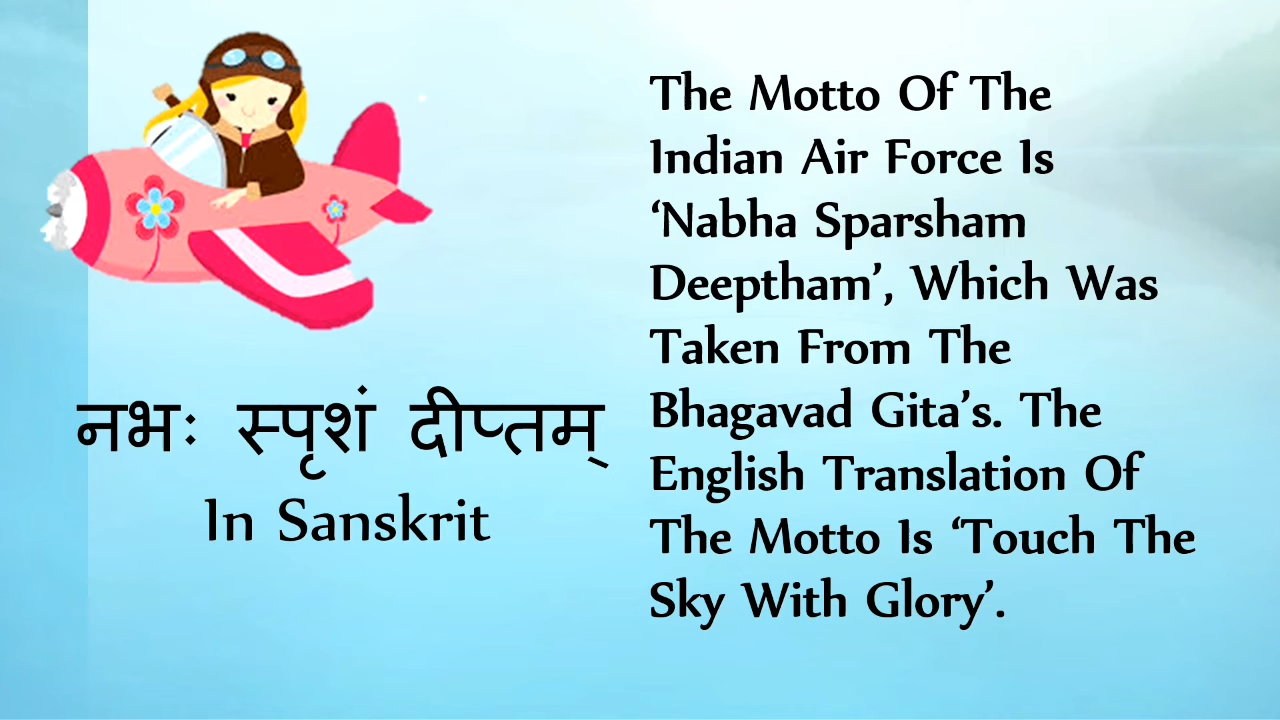 नभः स्पृशं दीप्तम्
In Sanskrit
The Motto Of The
Indian Air Force Is
‘Nabha Sparsham
Deeptham’, Which Was
Taken From The
Bhagavad Gita’s. The
English Translation Of
The Motto Is ‘Touch The
Sky With Glory’.